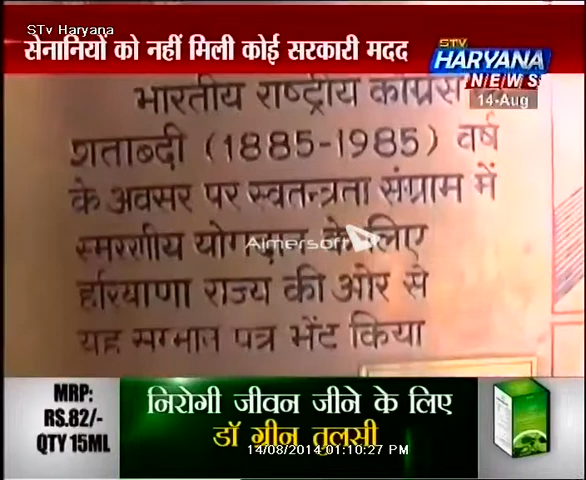 STv Haryana
सेनानियों को नहीं मिली कोई सरकारी मदद
STV
HARYANA
NEWS
14-Aug
भारतीय राष्ट्रीय कांग्रेस
शताब्दी (1885-1985) वर्ष
के अवसर पर स्वतन्त्रता संग्राम में
स्मरणीय योगदान के लिए
Aimersoft
हरियाणा राज्य की ओर से
यह सम्मान पत्र भेंट किया
MRP:
RS.82/-
QTY 15ML
निरोगी जीवन जीने के लिए
डॉ ग्रीन तुलसी
14/08/2014 01:10:27 PM